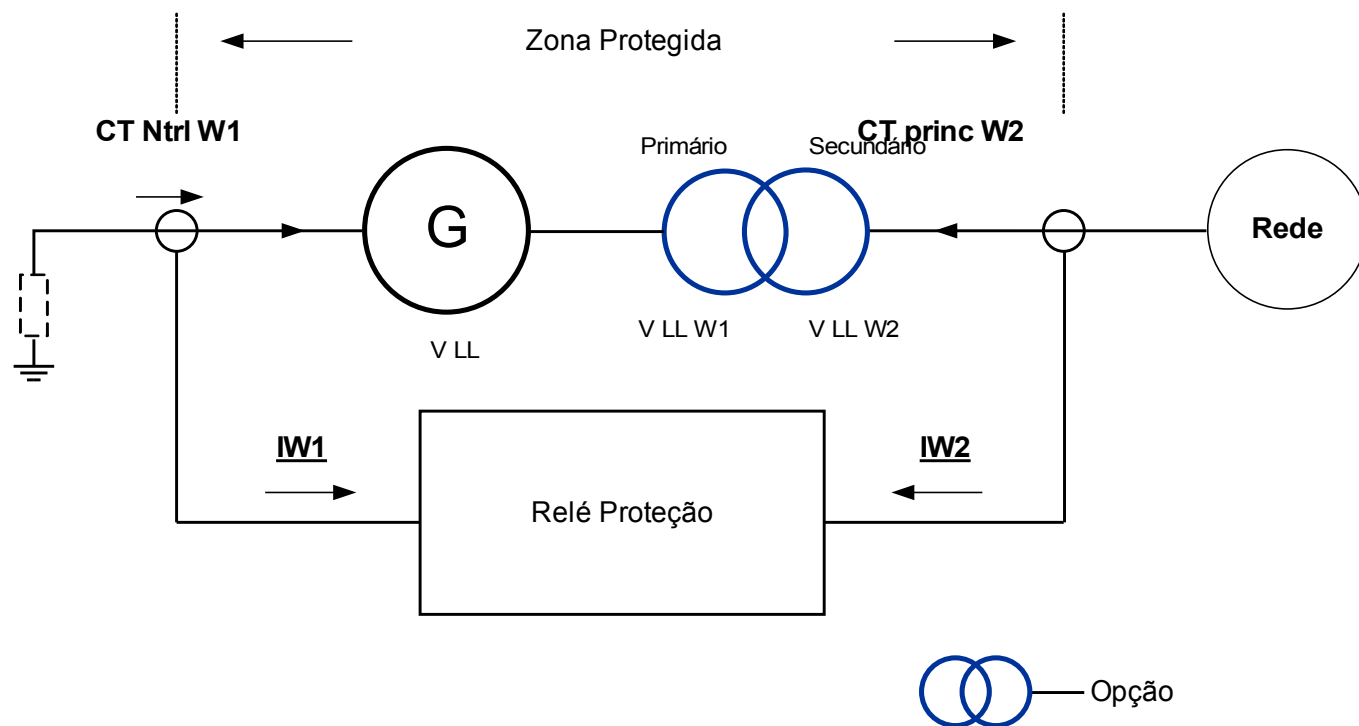 Zona Protegida
CT Ntrl W1
CT princ W2
Primário
Secundário
G
Rede
V LL
V LL W1
V LL W2
IW1
IW2
Relé Proteção
Opção